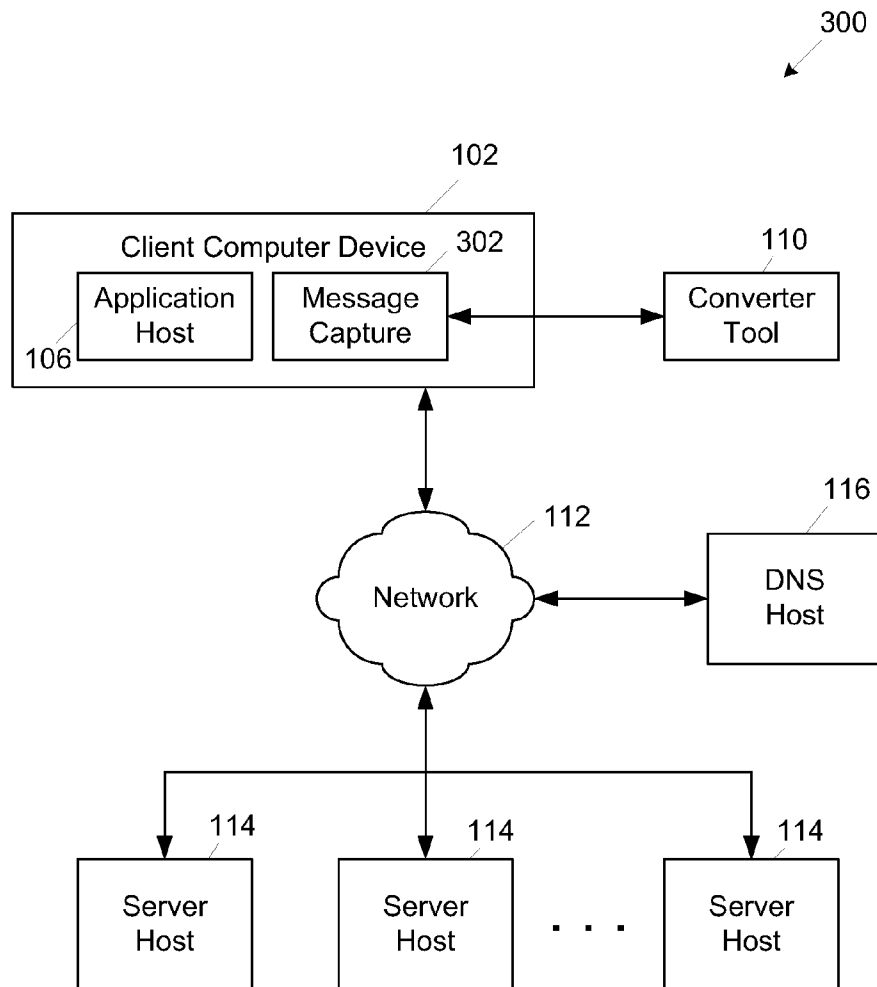 300
102
Client Computer Device
302
110
Application
Host
Message
Capture
Converter
Tool
106
112
116
Network
DNS
Host
114
114
114
Server
Host
Server
Host
. . .
Server
Host